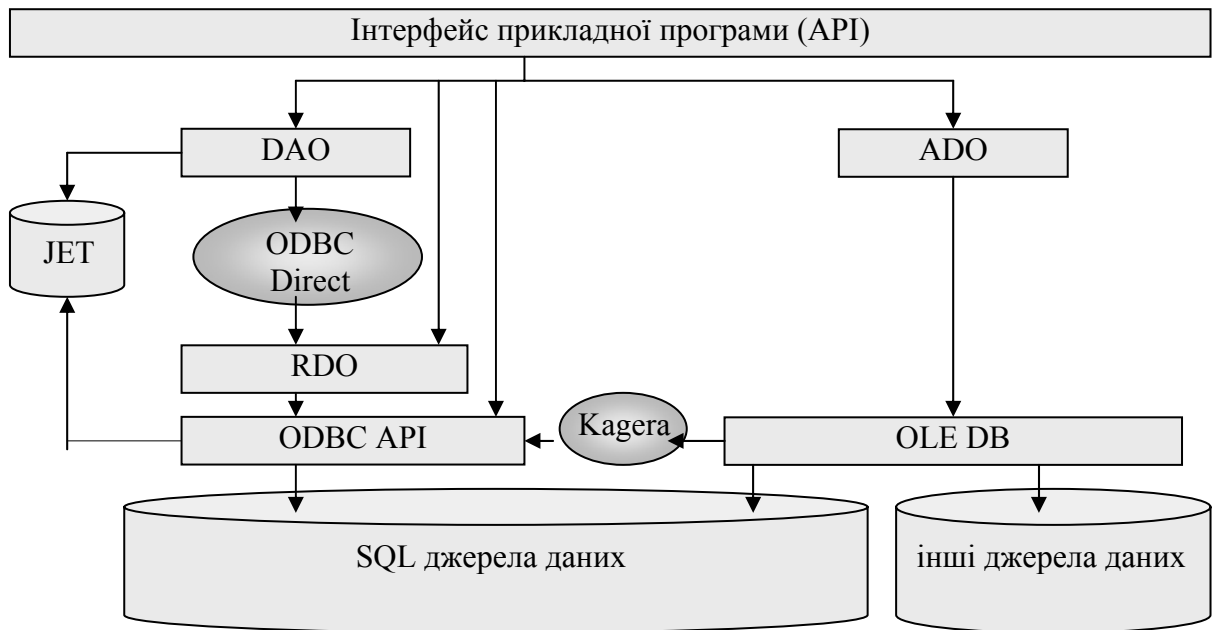 Інтерфейс прикладної програми (API)
DAO
ADO
JET
ODBC
Direct
RDO
ODBC API
Kagera
OLE DB
SQL джерела даних
інші джерела даних